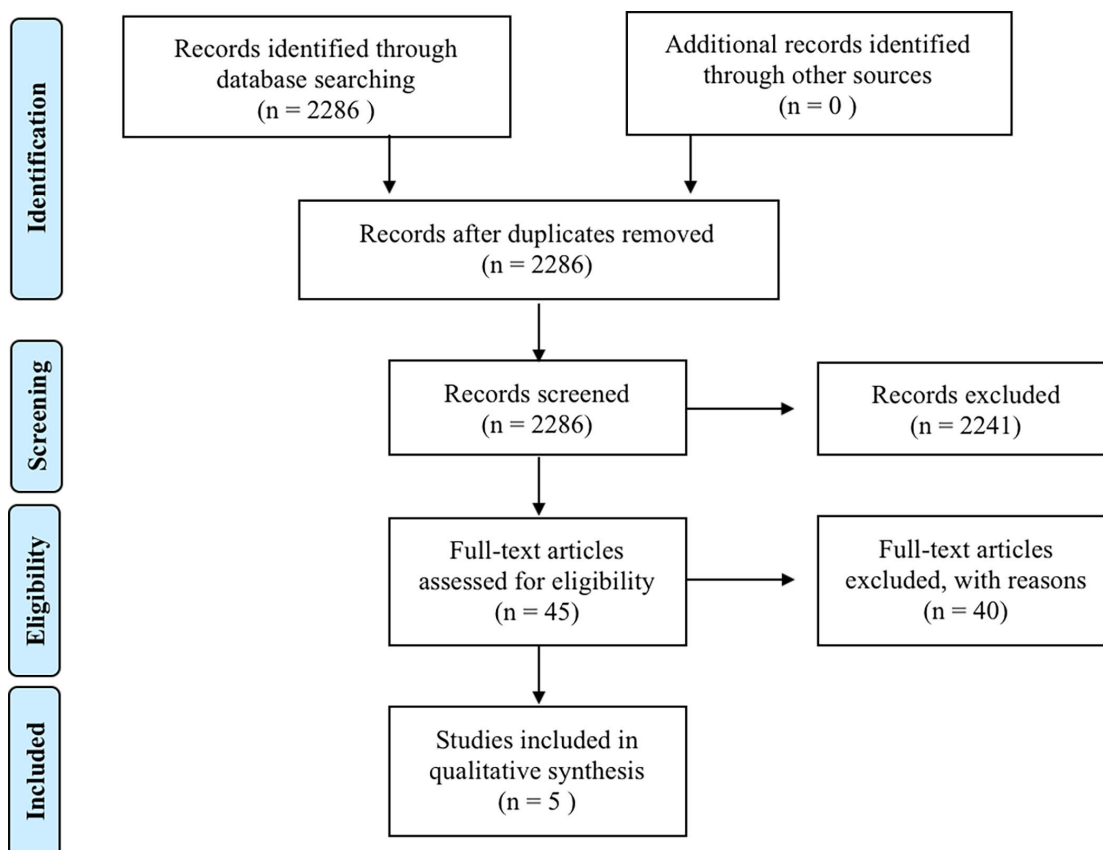 Identification
Records identified through
database searching
(n = 2286 )
Additional records identified
through other sources
(n = 0 )
Records after duplicates removed
(n = 2286)
Screening
Records screened
(n = 2286)
Records excluded
(n = 2241)
Eligibility
Full-text articles
assessed for eligibility
(n = 45)
Full-text articles
excluded, with reasons
(n = 40)
Included
Studies included in
qualitative synthesis
(n = 5 )